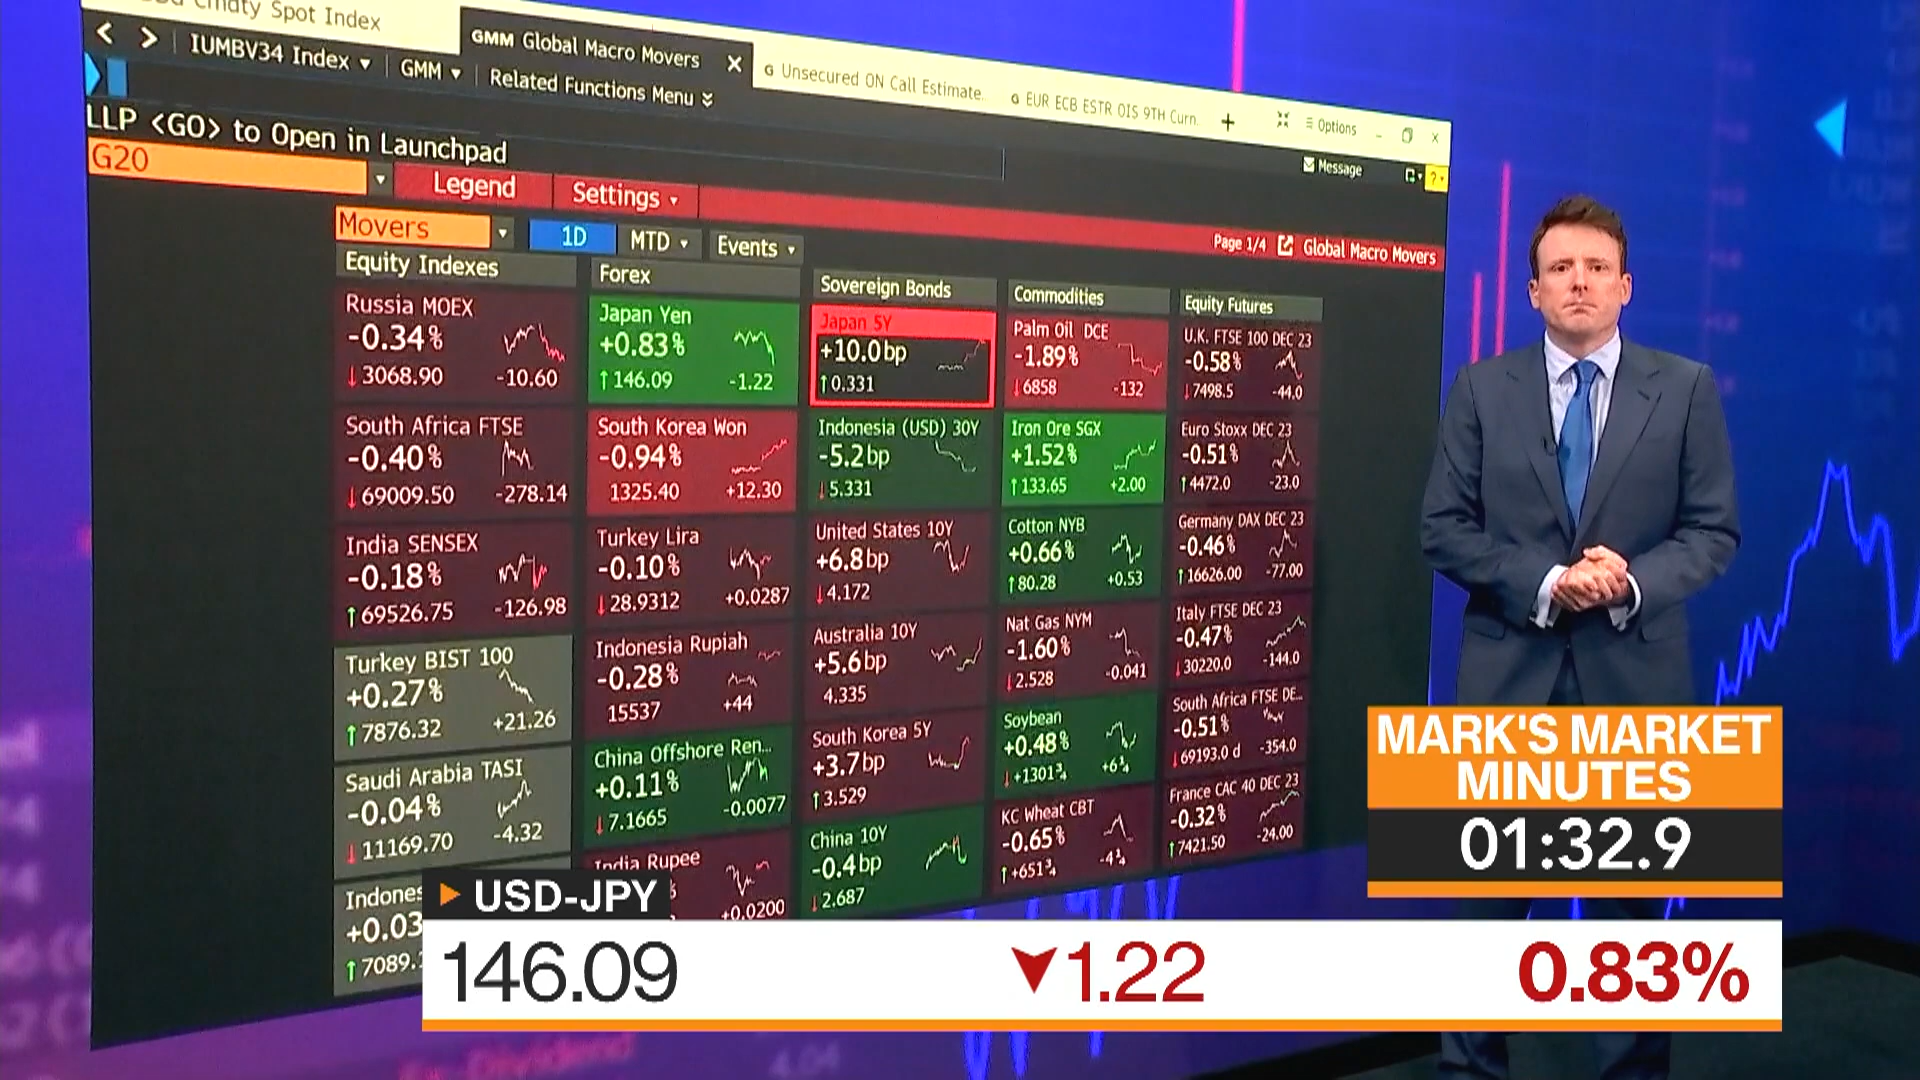 Cmdty Spot Index
IUMBV34 Index
GMM
Related Functions Menu
GMM Global Macro Movers
G Unsecured ON Call Estimate
G EUR ECB ESTR OIS 9TH Curn.
+
Options
Message
LLP <GO> to Open in Launchpad
G20
Legend
Settings
Page 1/4
Global Macro Movers
Movers
1D
MTD
Events
Equity Indexes
Russia MOEX
-0.34%
↓3068.90 -10.60
South Africa FTSE
-0.40%
↓69009.50 -278.14
India SENSEX
-0.18%
↑69526.75 -126.98
Turkey BIST 100
+0.27%
↑7876.32 +21.26
Saudi Arabia TASI
-0.04%
↓11169.70 -4.32
Indones
+0.03
↑7089.
Forex
Japan Yen
+0.83%
↑146.09 -1.22
South Korea Won
-0.94%
1325.40 +12.30
Turkey Lira
-0.10%
↓28.9312 +0.0287
Indonesia Rupiah
-0.28%
15537 +44
China Offshore Ren...
+0.11%
↓7.1665 -0.0077
India Rupee
+0.0200
Sovereign Bonds
Japan 5Y
+10.0bp
↑0.331
Indonesia (USD) 30Y
-5.2bp
↓5.331
United States 10Y
+6.8bp
↓4.172
Australia 10Y
+5.6bp
4.335
South Korea 5Y
+3.7bp
↑3.529
China 10Y
-0.4bp
↓2.687
Commodities
Palm Oil DCE
-1.89%
↓6858 -132
Iron Ore SGX
+1.52%
↑133.65 +2.00
Cotton NYB
+0.66%
↑80.28 +0.53
Nat Gas NYM
-1.60%
↓2.528 -0.041
Soybean
+0.48%
↓+1301¾ +6¼
KC Wheat CBT
-0.65%
↑+651¾ -4¼
Equity Futures
U.K. FTSE 100 DEC 23
-0.58%
↓7498.5 -44.0
Euro Stoxx DEC 23
-0.51%
↑4472.0 -23.0
Germany DAX DEC 23
-0.46%
↑16626.00 -77.00
Italy FTSE DEC 23
-0.47%
↓30220.0 -144.0
South Africa FTSE DE...
-0.51%
↓69193.0 d -354.0
France CAC 40 DEC 23
-0.32%
↑7421.50 -24.00
MARK'S MARKET
MINUTES
01:32.9
USD-JPY
146.09 ▼1.22 0.83%
4.04